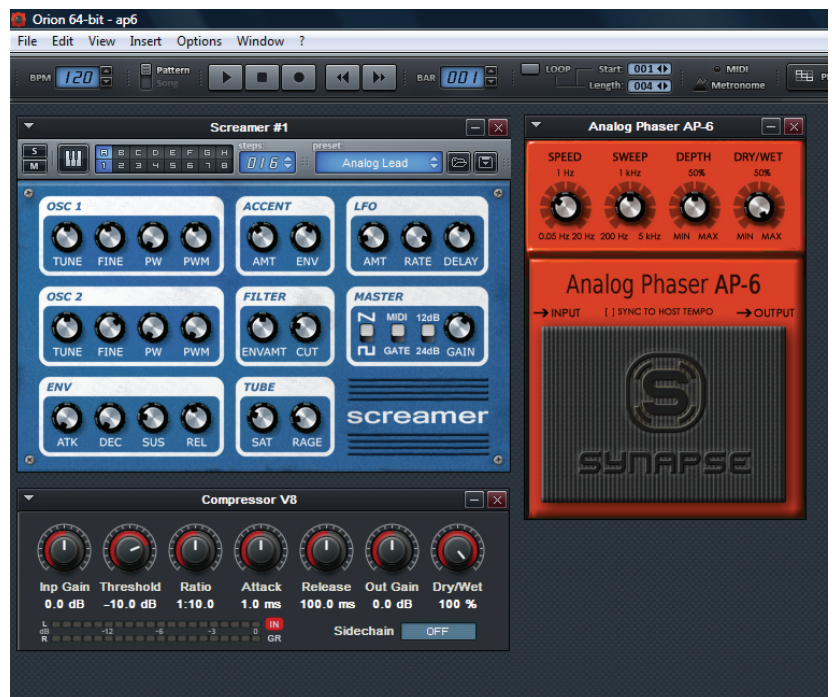 Orion 64-bit - ap6
File Edit View Insert Options Window ?
BPM 120 Pattern Song BAR 001 LOOP Start: 001 Length: 004 MIDI Metronome
Screamer #1
S M A B C D E F G H steps: preset:
1 2 3 4 5 6 7 8 016 Analog Lead
OSC 1 ACCENT LFO
TUNE FINE PW PWM AMT ENV AMT RATE DELAY
OSC 2 FILTER MASTER
MIDI 12dB
TUNE FINE PW PWM ENVAMT CUT GATE 24dB GAIN
ENV TUBE
screamer
ATK DEC SUS REL SAT RAGE
Analog Phaser AP-6
SPEED SWEEP DEPTH DRY/WET
1 Hz 1 kHz 50% 50%
0.05 Hz 20 Hz 200 Hz 5 kHz MIN MAX MIN MAX
Analog Phaser AP-6
INPUT [ ] SYNC TO HOST TEMPO OUTPUT
S
SYNAPSE
Compressor V8
Inp Gain Threshold Ratio Attack Release Out Gain Dry/Wet
0.0 dB -10.0 dB 1:10.0 1.0 ms 100.0 ms 0.0 dB 100 %
L IN
dB -12 -6 -3 0
R GR
Sidechain OFF